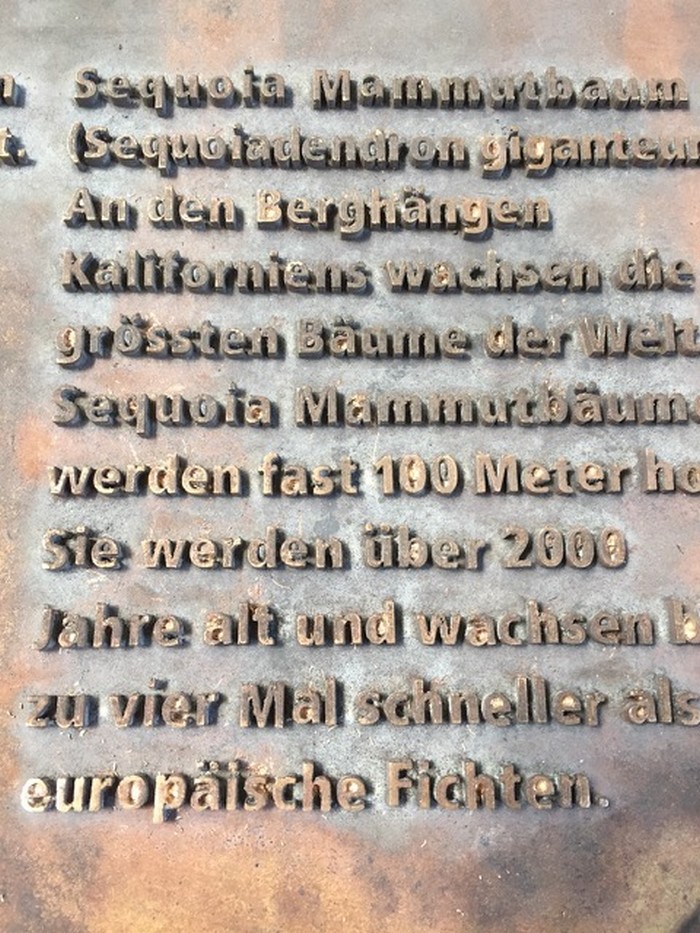 n Sequoia Mammutbaum
t. (Sequoiadendron giganteum
An den Berghängen
Kaliforniens wachsen die
grössten Bäume der Welt
Sequoia Mammutbäume
werden fast 100 Meter ho
Sie werden über 2000
Jahre alt und wachsen b
zu vier Mal schneller als
europäische Fichten.